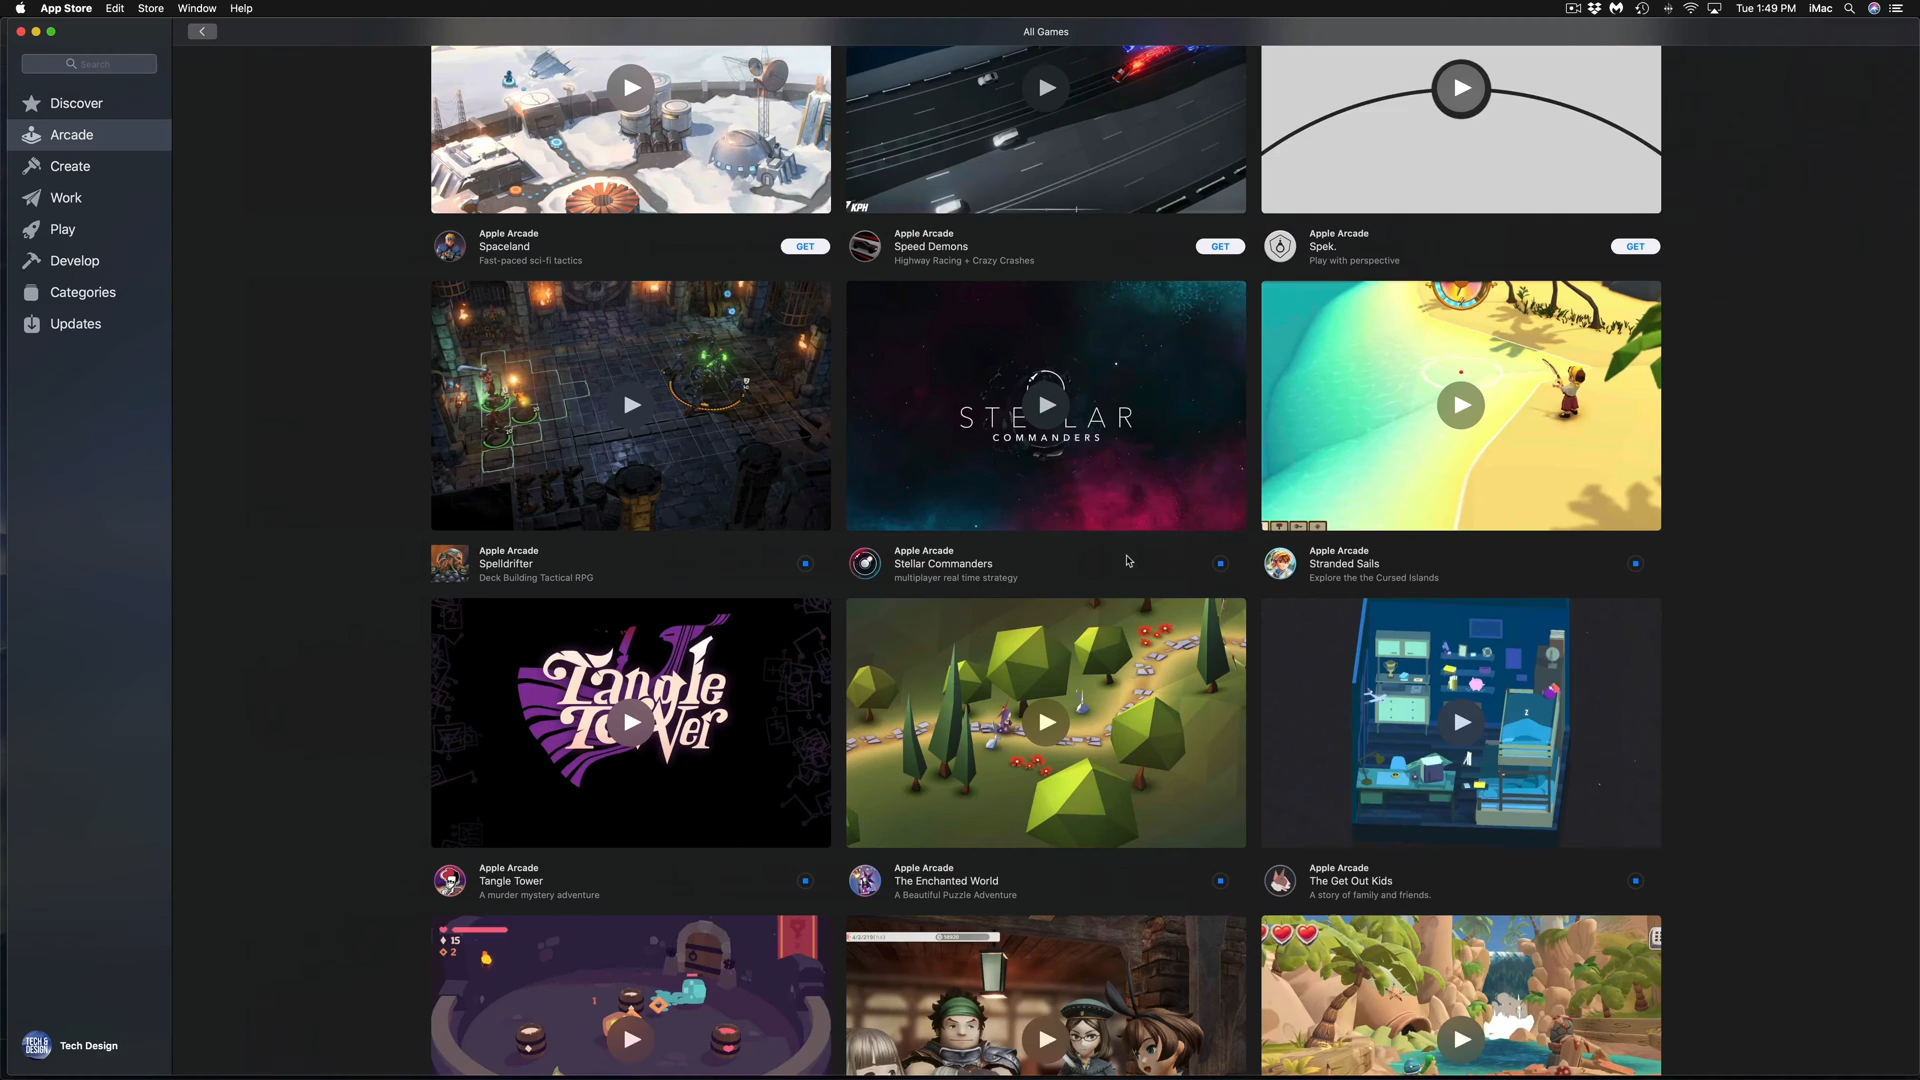 App Store Edit Store Window Help
Tue 1:49 PM iMac
All Games
Search
Discover
Arcade
Create
Work
Play
Develop
Categories
Updates
Tech Design
TECH &
DESIGN
KPH
Apple Arcade
Spaceland
Fast-paced sci-fi tactics
GET
Apple Arcade
Speed Demons
Highway Racing + Crazy Crashes
GET
Apple Arcade
Spek.
Play with perspective
GET
STELLAR
COMMANDERS
Apple Arcade
Spelldrifter
Deck Building Tactical RPG
Apple Arcade
Stellar Commanders
multiplayer real time strategy
Apple Arcade
Stranded Sails
Explore the the Cursed Islands
Tangle
Tower
Z
Apple Arcade
Tangle Tower
A murder mystery adventure
Apple Arcade
The Enchanted World
A Beautiful Puzzle Adventure
Apple Arcade
The Get Out Kids
A story of family and friends.
15
2
1